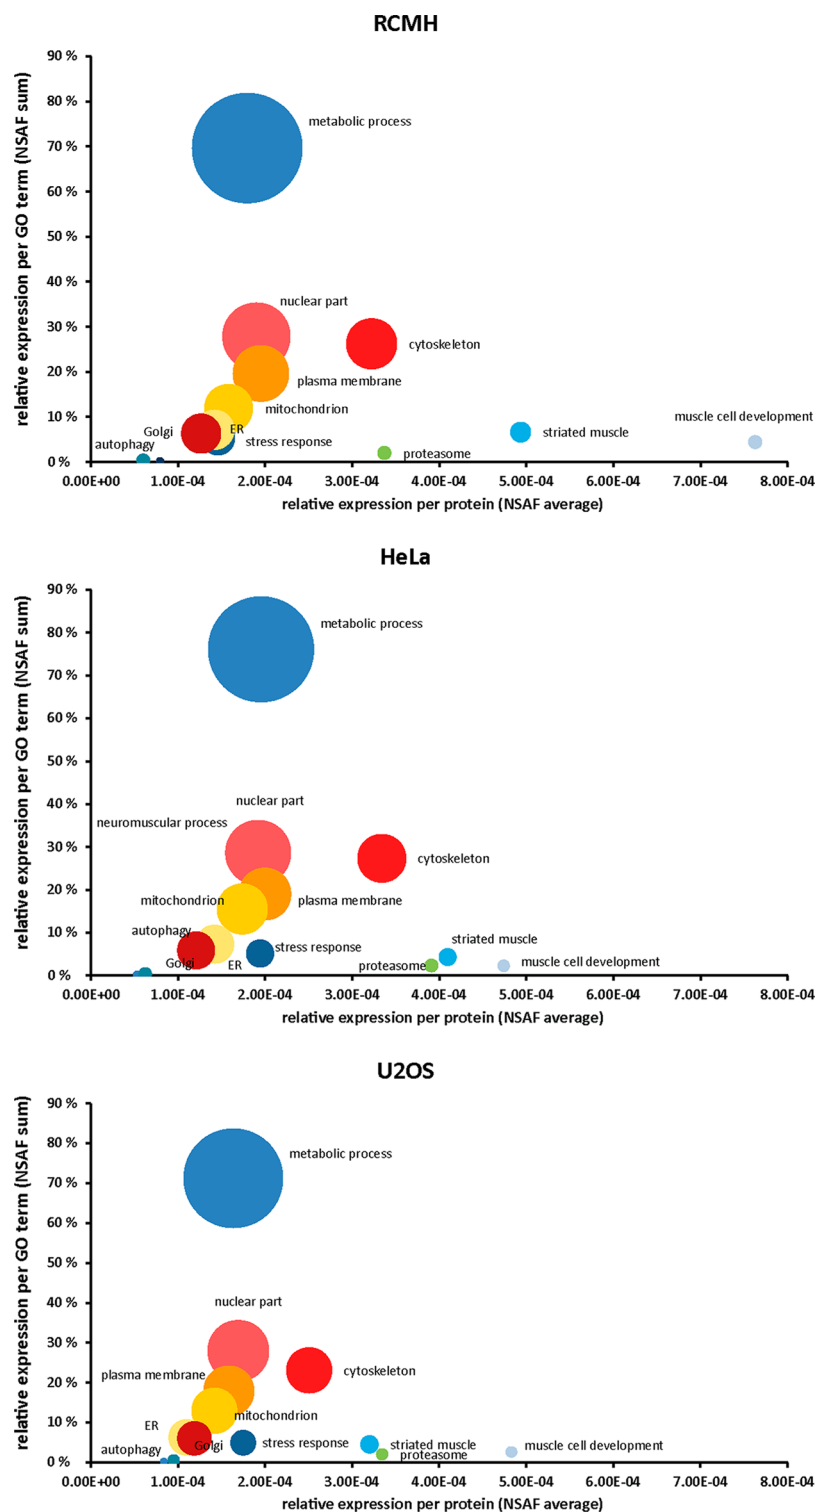 RCMH
relative expression per GO term (NSAF sum)
90 %
80 %
metabolic process
70 %
60 %
50 %
40 %
nuclear part
30 %
cytoskeleton
20 %
plasma membrane
mitochondrion
10 %
muscle cell development
Golgi
ER
striated muscle
autophagy
stress response
proteasome
0 %
0.00E+00 1.00E-04 2.00E-04 3.00E-04 4.00E-04 5.00E-04 6.00E-04 7.00E-04 8.00E-04
relative expression per protein (NSAF average)
HeLa
relative expression per GO term (NSAF sum)
90 %
80 %
metabolic process
70 %
60 %
50 %
40 %
nuclear part
neuromuscular process
30 %
cytoskeleton
20 %
mitochondrion
plasma membrane
10 %
autophagy
striated muscle
stress response
Golgi
ER
proteasome
muscle cell development
0 %
0.00E+00 1.00E-04 2.00E-04 3.00E-04 4.00E-04 5.00E-04 6.00E-04 7.00E-04 8.00E-04
relative expression per protein (NSAF average)
U2OS
relative expression per GO term (NSAF sum)
90 %
80 %
metabolic process
70 %
60 %
50 %
40 %
nuclear part
30 %
cytoskeleton
plasma membrane
20 %
mitochondrion
10 %
ER
Golgi
stress response
striated muscle
muscle cell development
autophagy
proteasome
0 %
0.00E+00 1.00E-04 2.00E-04 3.00E-04 4.00E-04 5.00E-04 6.00E-04 7.00E-04 8.00E-04
relative expression per protein (NSAF average)